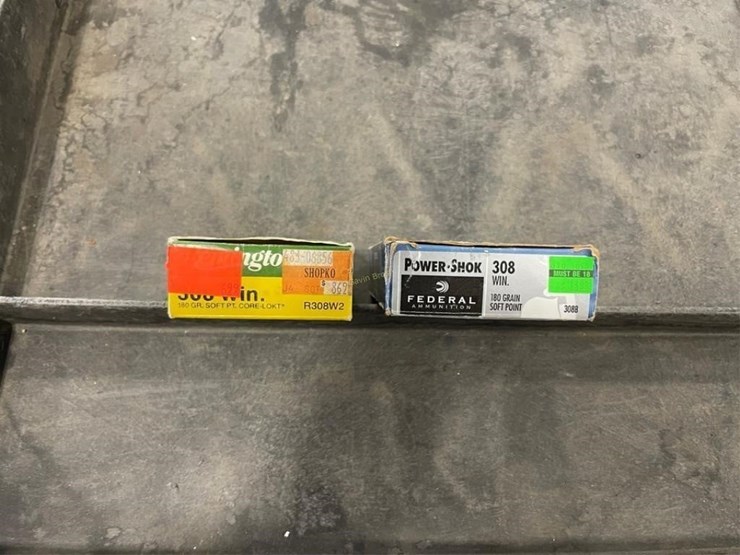 ngto
SHOPKO
Win.
180 GR. SOFT PT. CORE-LOKT
R308W2
POWER·SHOK
308
WIN.
MUST BE 18
FEDERAL
AMMUNITION
180 GRAIN
SOFT POINT
308B